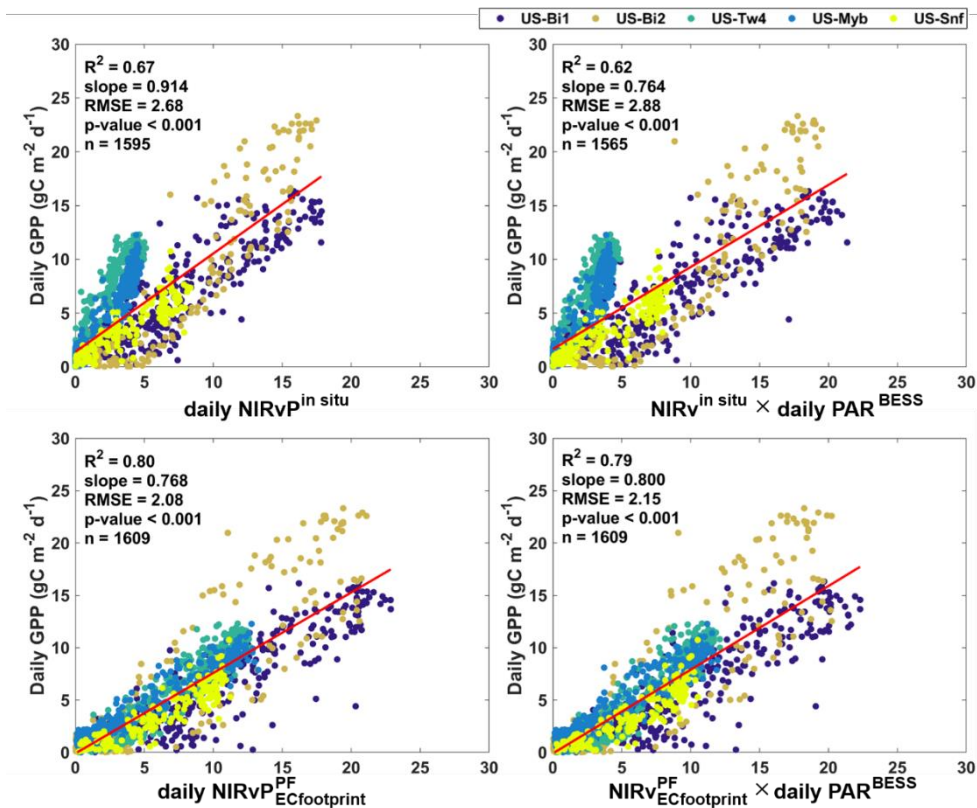 US-Bi1 US-Bi2 US-Tw4 US-Myb US-Snf
30
25
20
15
10
5
0
Daily GPP (gC m⁻² d⁻¹)
R² = 0.67
slope = 0.914
RMSE = 2.68
p-value < 0.001
n = 1595
0 5 10 15 20 25 30
daily NIRvP^in situ
30
25
20
15
10
5
0
Daily GPP (gC m⁻² d⁻¹)
R² = 0.62
slope = 0.764
RMSE = 2.88
p-value < 0.001
n = 1565
0 5 10 15 20 25 30
NIRv^in situ × daily PAR^BESS
30
25
20
15
10
5
0
Daily GPP (gC m⁻² d⁻¹)
R² = 0.80
slope = 0.768
RMSE = 2.08
p-value < 0.001
n = 1609
0 5 10 15 20 25 30
daily NIRvP^PF_ECfootprint
30
25
20
15
10
5
0
Daily GPP (gC m⁻² d⁻¹)
R² = 0.79
slope = 0.800
RMSE = 2.15
p-value < 0.001
n = 1609
0 5 10 15 20 25 30
NIRv^PF_ECfootprint × daily PAR^BESS